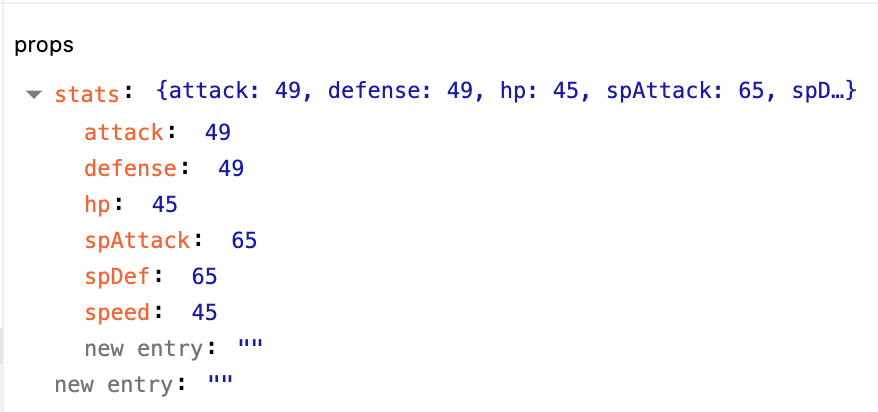 props
stats: {attack: 49, defense: 49, hp: 45, spAttack: 65, spD…}
attack: 49
defense: 49
hp: 45
spAttack: 65
spDef: 65
speed: 45
new entry: ""
new entry: ""